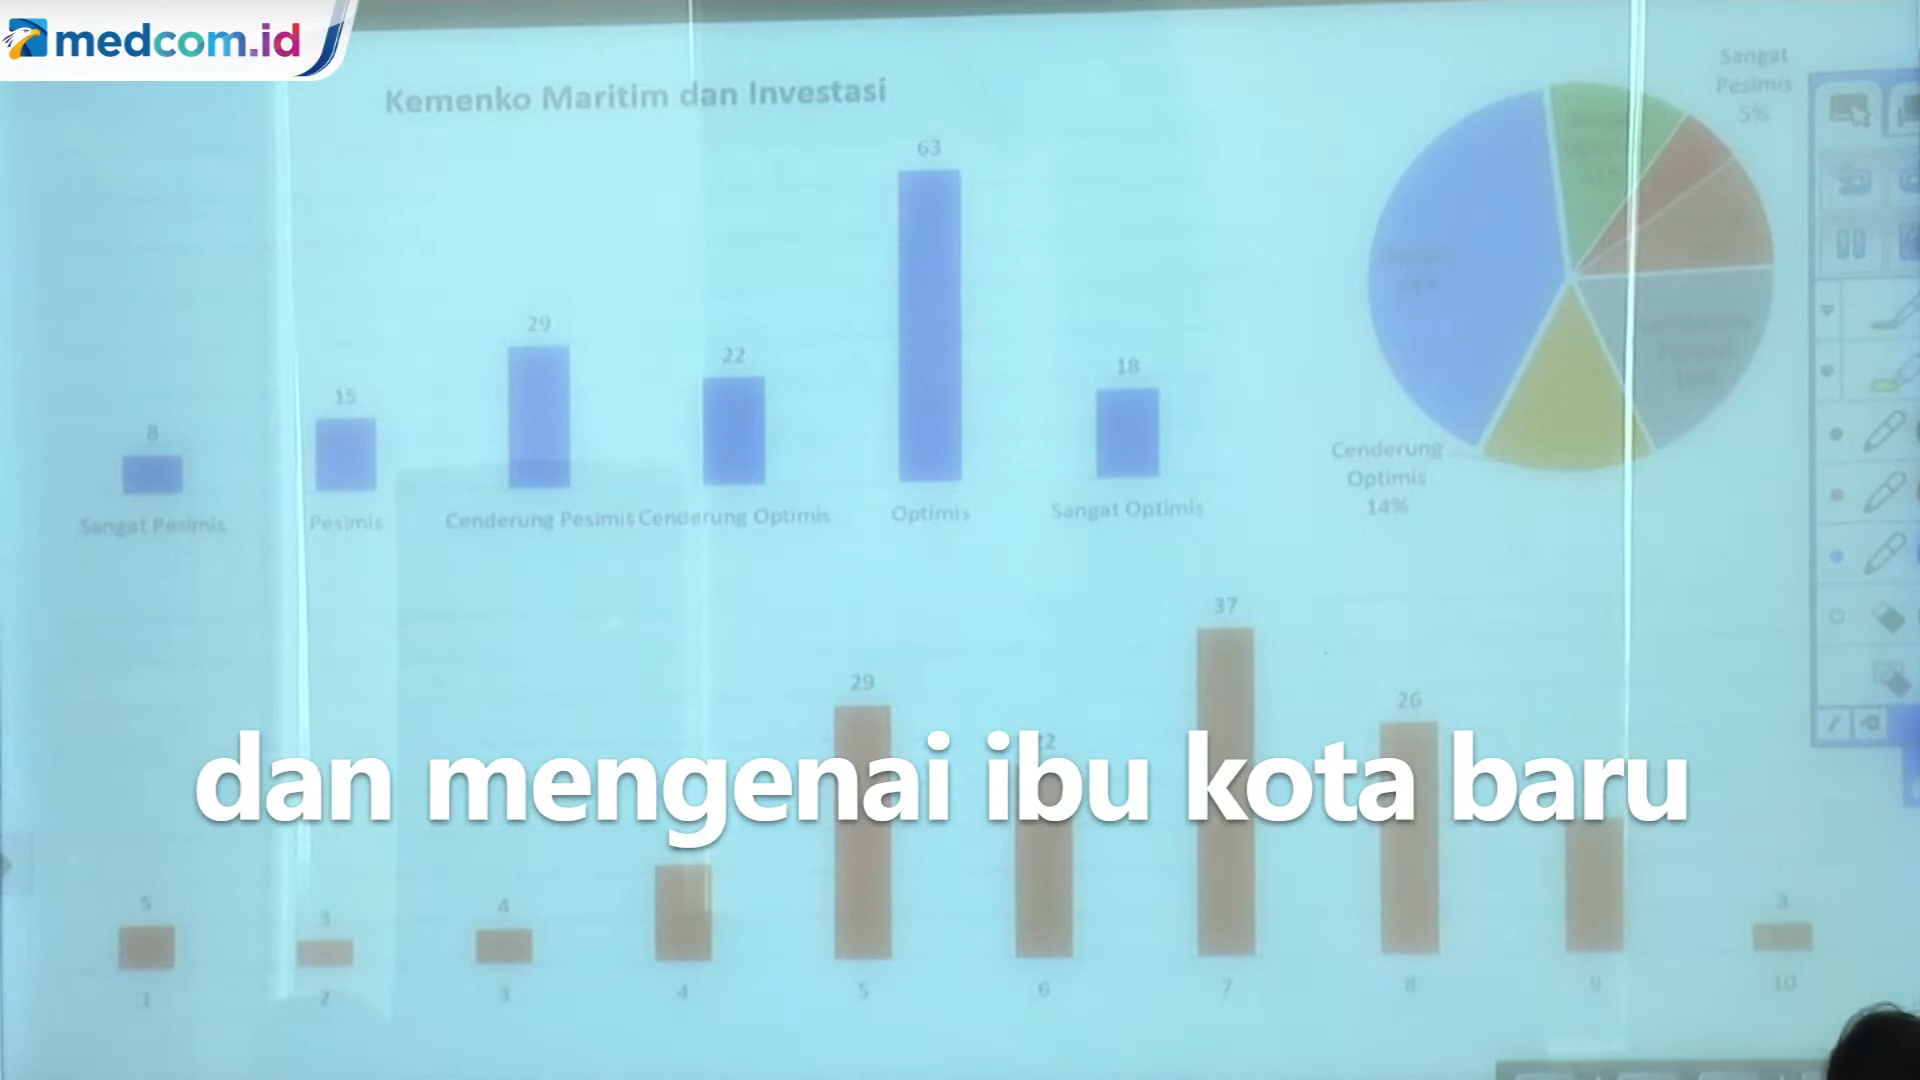 medcom.id
Kemenko Maritim dan Investasi
Sangat
Pesimis
5%
63
29
22
18
15
8
Sangat Pesimis
Pesimis
Cenderung Pesimis
Cenderung Optimis
Optimis
Sangat Optimis
Cenderung
Optimis
14%
37
29
26
dan mengenai ibu kota baru
5
3
4
3
1
2
3
4
5
6
7
8
9
10